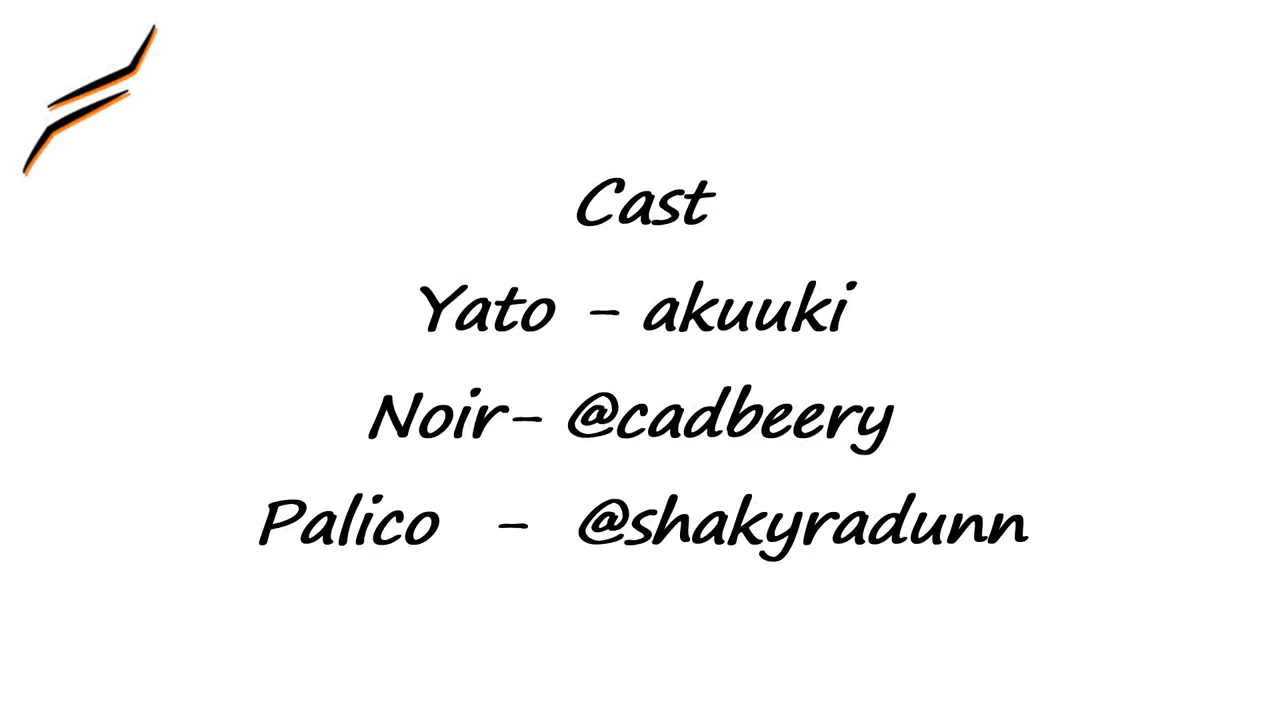 Cast
Yato - akuuki
Noir- @cadbeery
Palico - @shakyradunn